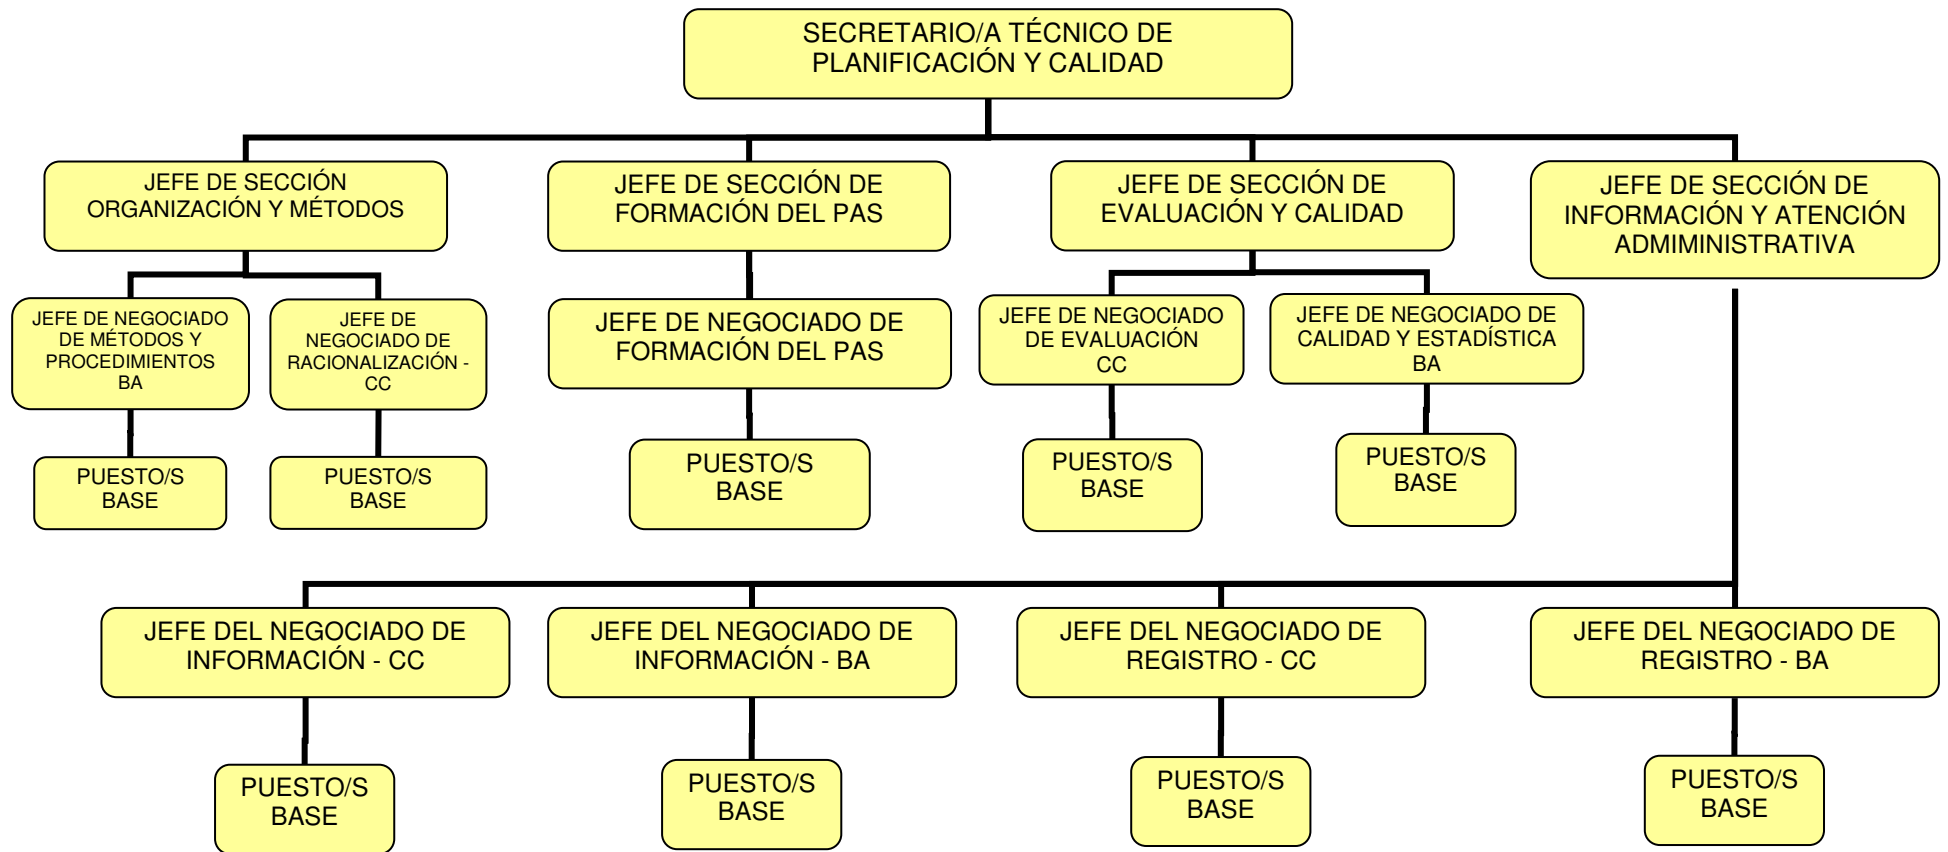 SECRETARIO/A TÉCNICO DE
PLANIFICACIÓN Y CALIDAD
JEFE DE SECCIÓN
ORGANIZACIÓN Y MÉTODOS
JEFE DE SECCIÓN DE
FORMACIÓN DEL PAS
JEFE DE SECCIÓN DE
EVALUACIÓN Y CALIDAD
JEFE DE SECCIÓN DE
INFORMACIÓN Y ATENCIÓN
ADMIMINISTRATIVA
JEFE DE NEGOCIADO
DE MÉTODOS Y
PROCEDIMIENTOS
BA
JEFE DE
NEGOCIADO DE
RACIONALIZACIÓN -
CC
JEFE DE NEGOCIADO DE
FORMACIÓN DEL PAS
JEFE DE NEGOCIADO
DE EVALUACIÓN
CC
JEFE DE NEGOCIADO DE
CALIDAD Y ESTADÍSTICA
BA
PUESTO/S
BASE
PUESTO/S
BASE
PUESTO/S
BASE
PUESTO/S
BASE
PUESTO/S
BASE
JEFE DEL NEGOCIADO DE
INFORMACIÓN - CC
JEFE DEL NEGOCIADO DE
INFORMACIÓN - BA
JEFE DEL NEGOCIADO DE
REGISTRO - CC
JEFE DEL NEGOCIADO DE
REGISTRO - BA
PUESTO/S
BASE
PUESTO/S
BASE
PUESTO/S
BASE
PUESTO/S
BASE